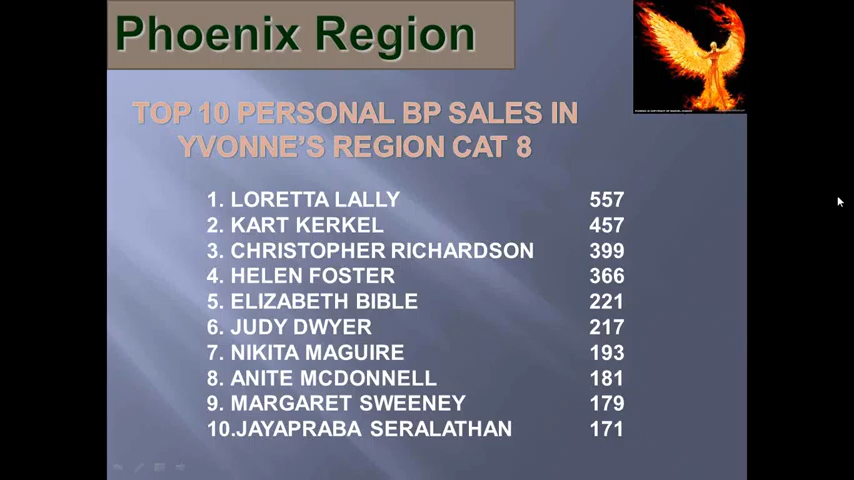 Phoenix Region
TOP 10 PERSONAL BP SALES IN
YVONNE'S REGION CAT 8
1. LORETTA LALLY 557
2. KART KERKEL 457
3. CHRISTOPHER RICHARDSON 399
4. HELEN FOSTER 366
5. ELIZABETH BIBLE 221
6. JUDY DWYER 217
7. NIKITA MAGUIRE 193
8. ANITE MCDONNELL 181
9. MARGARET SWEENEY 179
10.JAYAPRABA SERALATHAN 171